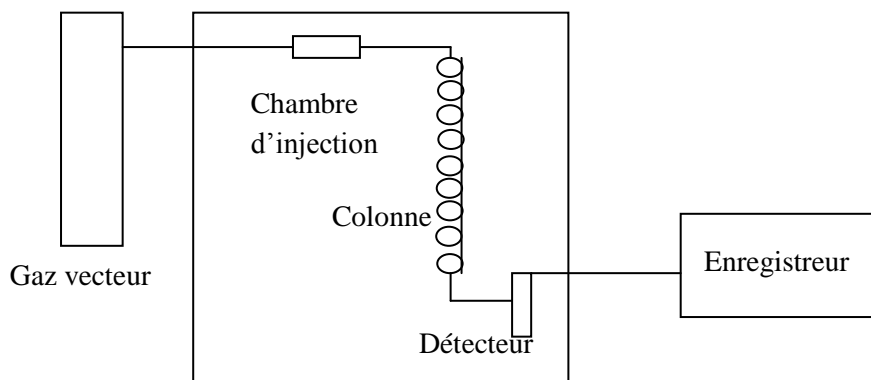 Chambre
d’injection
Colonne
Gaz vecteur
Enregistreur
Détecteur